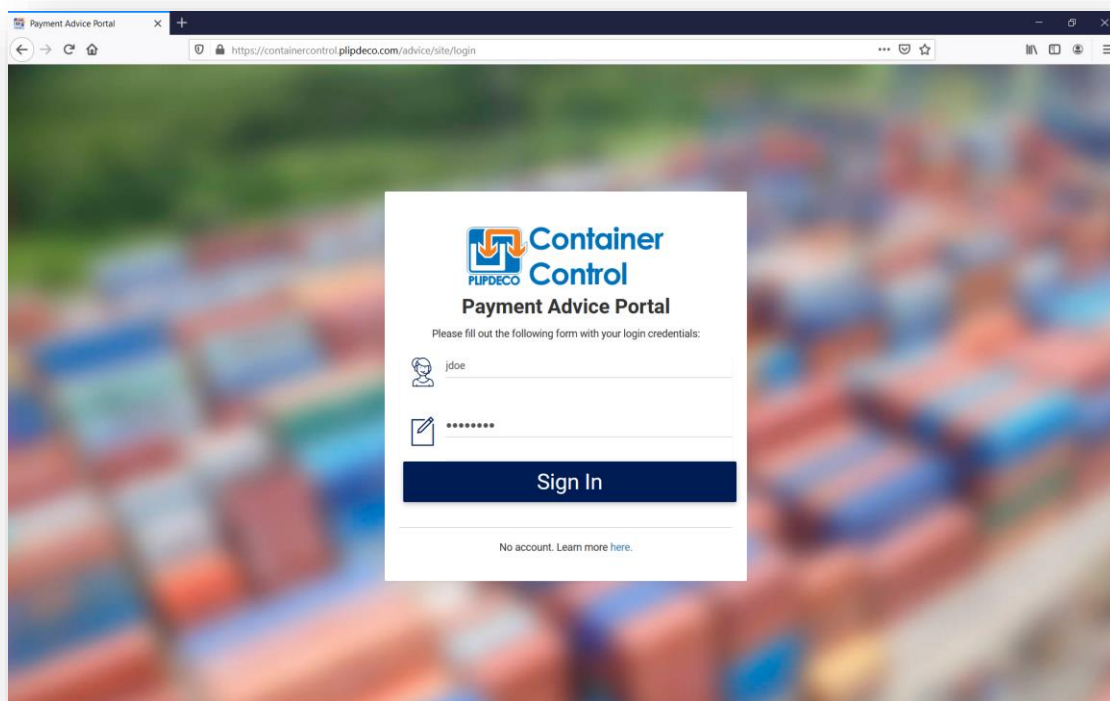 Payment Advice Portal
https://containercontrol.plipdeco.com/advice/site/login
PLIPDECO
Container
Control
Payment Advice Portal
Please fill out the following form with your login credentials:
jdoe
••••••••
Sign In
No account. Learn more here.